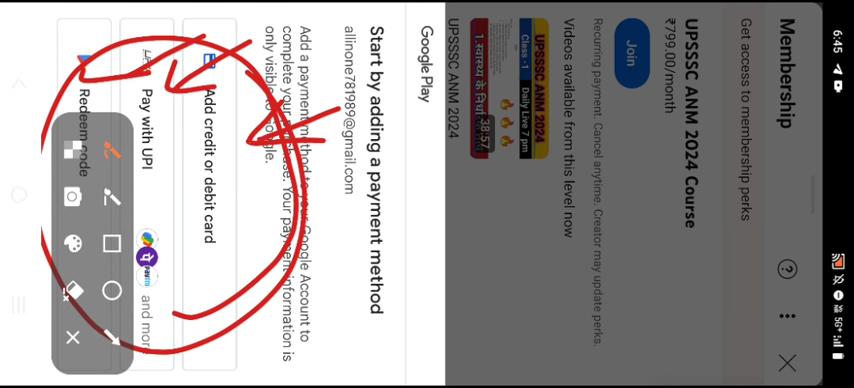 6:45
5G+
Membership
Get access to membership perks
UPSSSC ANM 2024 Course
₹799.00/month
Join
Recurring payment. Cancel anytime. Creator may update perks.
Videos available from this level now
UPSSSC ANM 2024
Class -1
Daily Live 7 pm
1. स्वास्थ्य के
38:57
UPSSSC ANM 2024
Google Play
Start by adding a payment method
allinone781989@gmail.com
Add a payment method to your Google Account to
complete your purchase. Your payment information is
only visible to Google.
Add credit or debit card
Pay with UPI
Paytm
and more
Redeem code